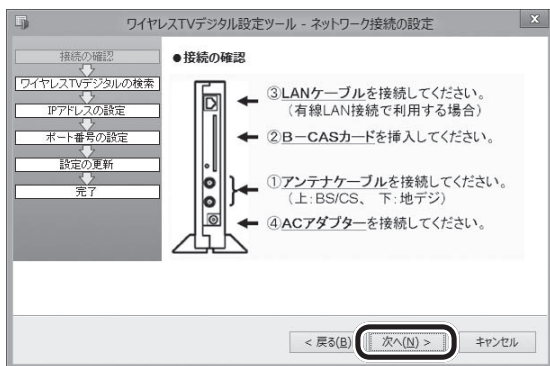 ワイヤレスTVデジタル設定ツール - ネットワーク接続の設定
接続の確認
ワイヤレスTVデジタルの検索
IPアドレスの設定
ポート番号の設定
設定の更新
完了
●接続の確認
③LANケーブルを接続してください。
（有線LAN接続で利用する場合）
②B－CASカードを挿入してください。
①アンテナケーブルを接続してください。
（上：BS/CS、 下：地デジ）
④ACアダプターを接続してください。
< 戻る(B)
次へ(N) >
キャンセル